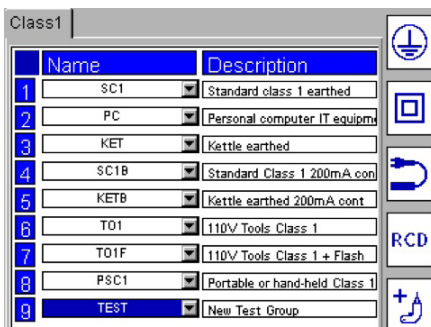 Class1
Name Description
1 SC1 Standard class 1 earthed
2 PC Personal computer IT equipm
3 KET Kettle earthed
4 SC1B Standard Class 1 200mA con
5 KETB Kettle earthed 200mA cont
6 TO1 110V Tools Class 1
7 TO1F 110V Tools Class 1 + Flash
8 PSC1 Portable or hand-held Class 1
9 TEST New Test Group
RCD